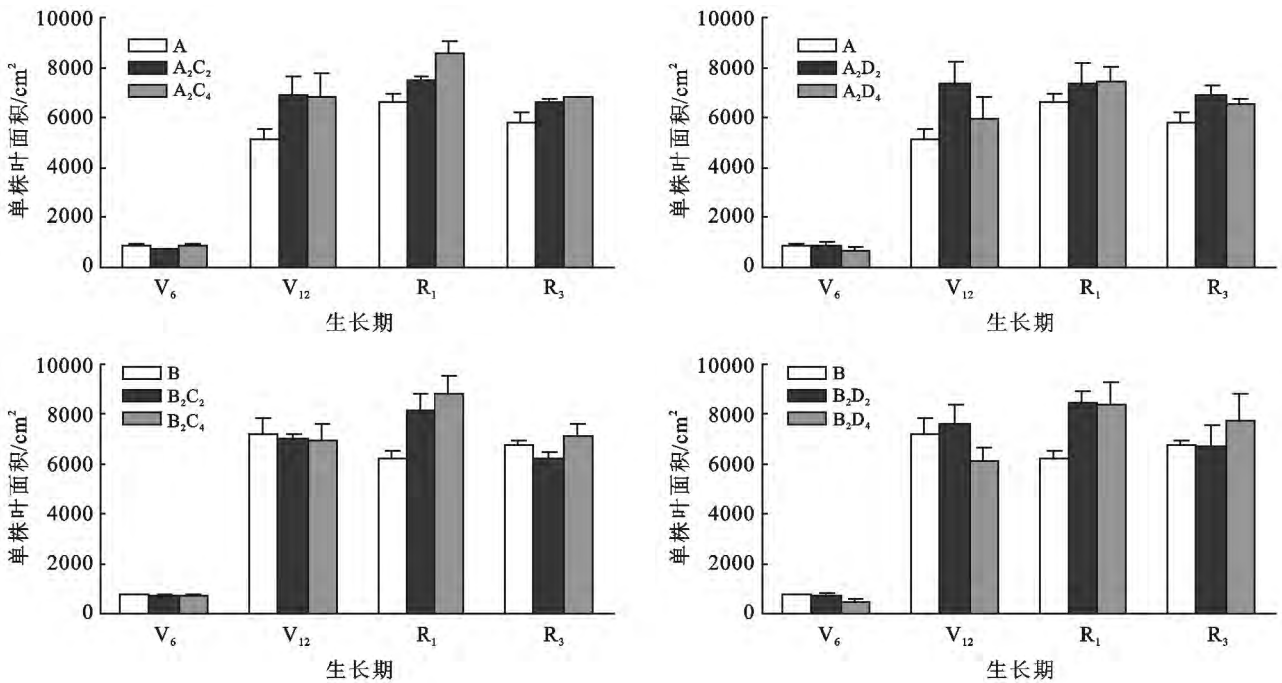 10000
8000
6000
4000
2000
0
单株叶面积/cm²
A
A₂C₂
A₂C₄
V₆ V₁₂ R₁ R₃
生长期
10000
8000
6000
4000
2000
0
单株叶面积/cm²
A
A₂D₂
A₂D₄
V₆ V₁₂ R₁ R₃
生长期
10000
8000
6000
4000
2000
0
单株叶面积/cm²
B
B₂C₂
B₂C₄
V₆ V₁₂ R₁ R₃
生长期
10000
8000
6000
4000
2000
0
单株叶面积/cm²
B
B₂D₂
B₂D₄
V₆ V₁₂ R₁ R₃
生长期